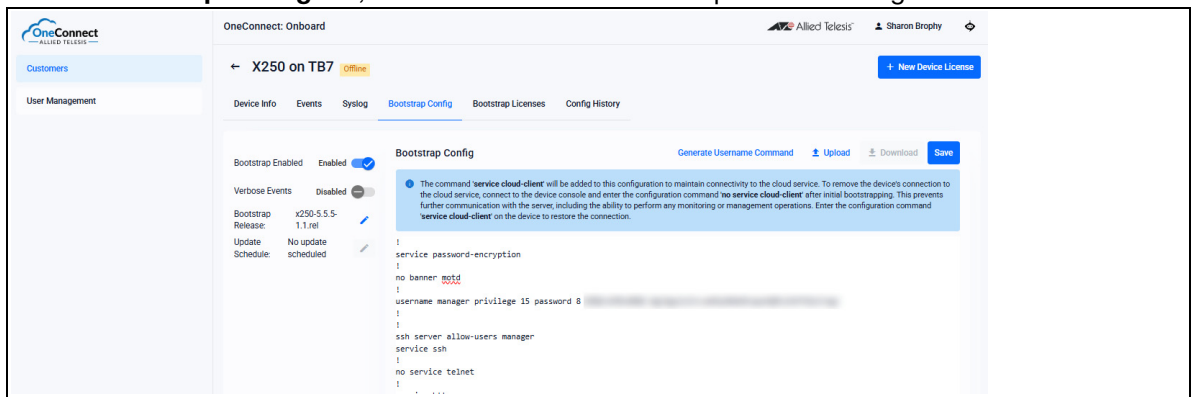 OneConnect
ALLIED TELESIS
OneConnect: Onboard
Allied Telesis
Sharon Brophy
Customers
User Management
← X250 on TB7 Offline
+ New Device License
Device Info Events Syslog Bootstrap Config Bootstrap Licenses Config History
Bootstrap Enabled Enabled
Verbose Events Disabled
Bootstrap Release: x250-5.5.5-1.1.rel
Update Schedule: No update scheduled
Bootstrap Config
Generate Username Command Upload Download Save
The command 'service cloud-client' will be added to this configuration to maintain connectivity to the cloud service. To remove the device's connection to
the cloud service, connect to the device console and enter the configuration command 'no service cloud-client' after initial bootstrapping. This prevents
further communication with the server, including the ability to perform any monitoring or management operations. Enter the configuration command
'service cloud-client' on the device to restore the connection.
!
service password-encryption
!
no banner motd
!
username manager privilege 15 password 8
!
!
ssh server allow-users manager
service ssh
!
no service telnet
!